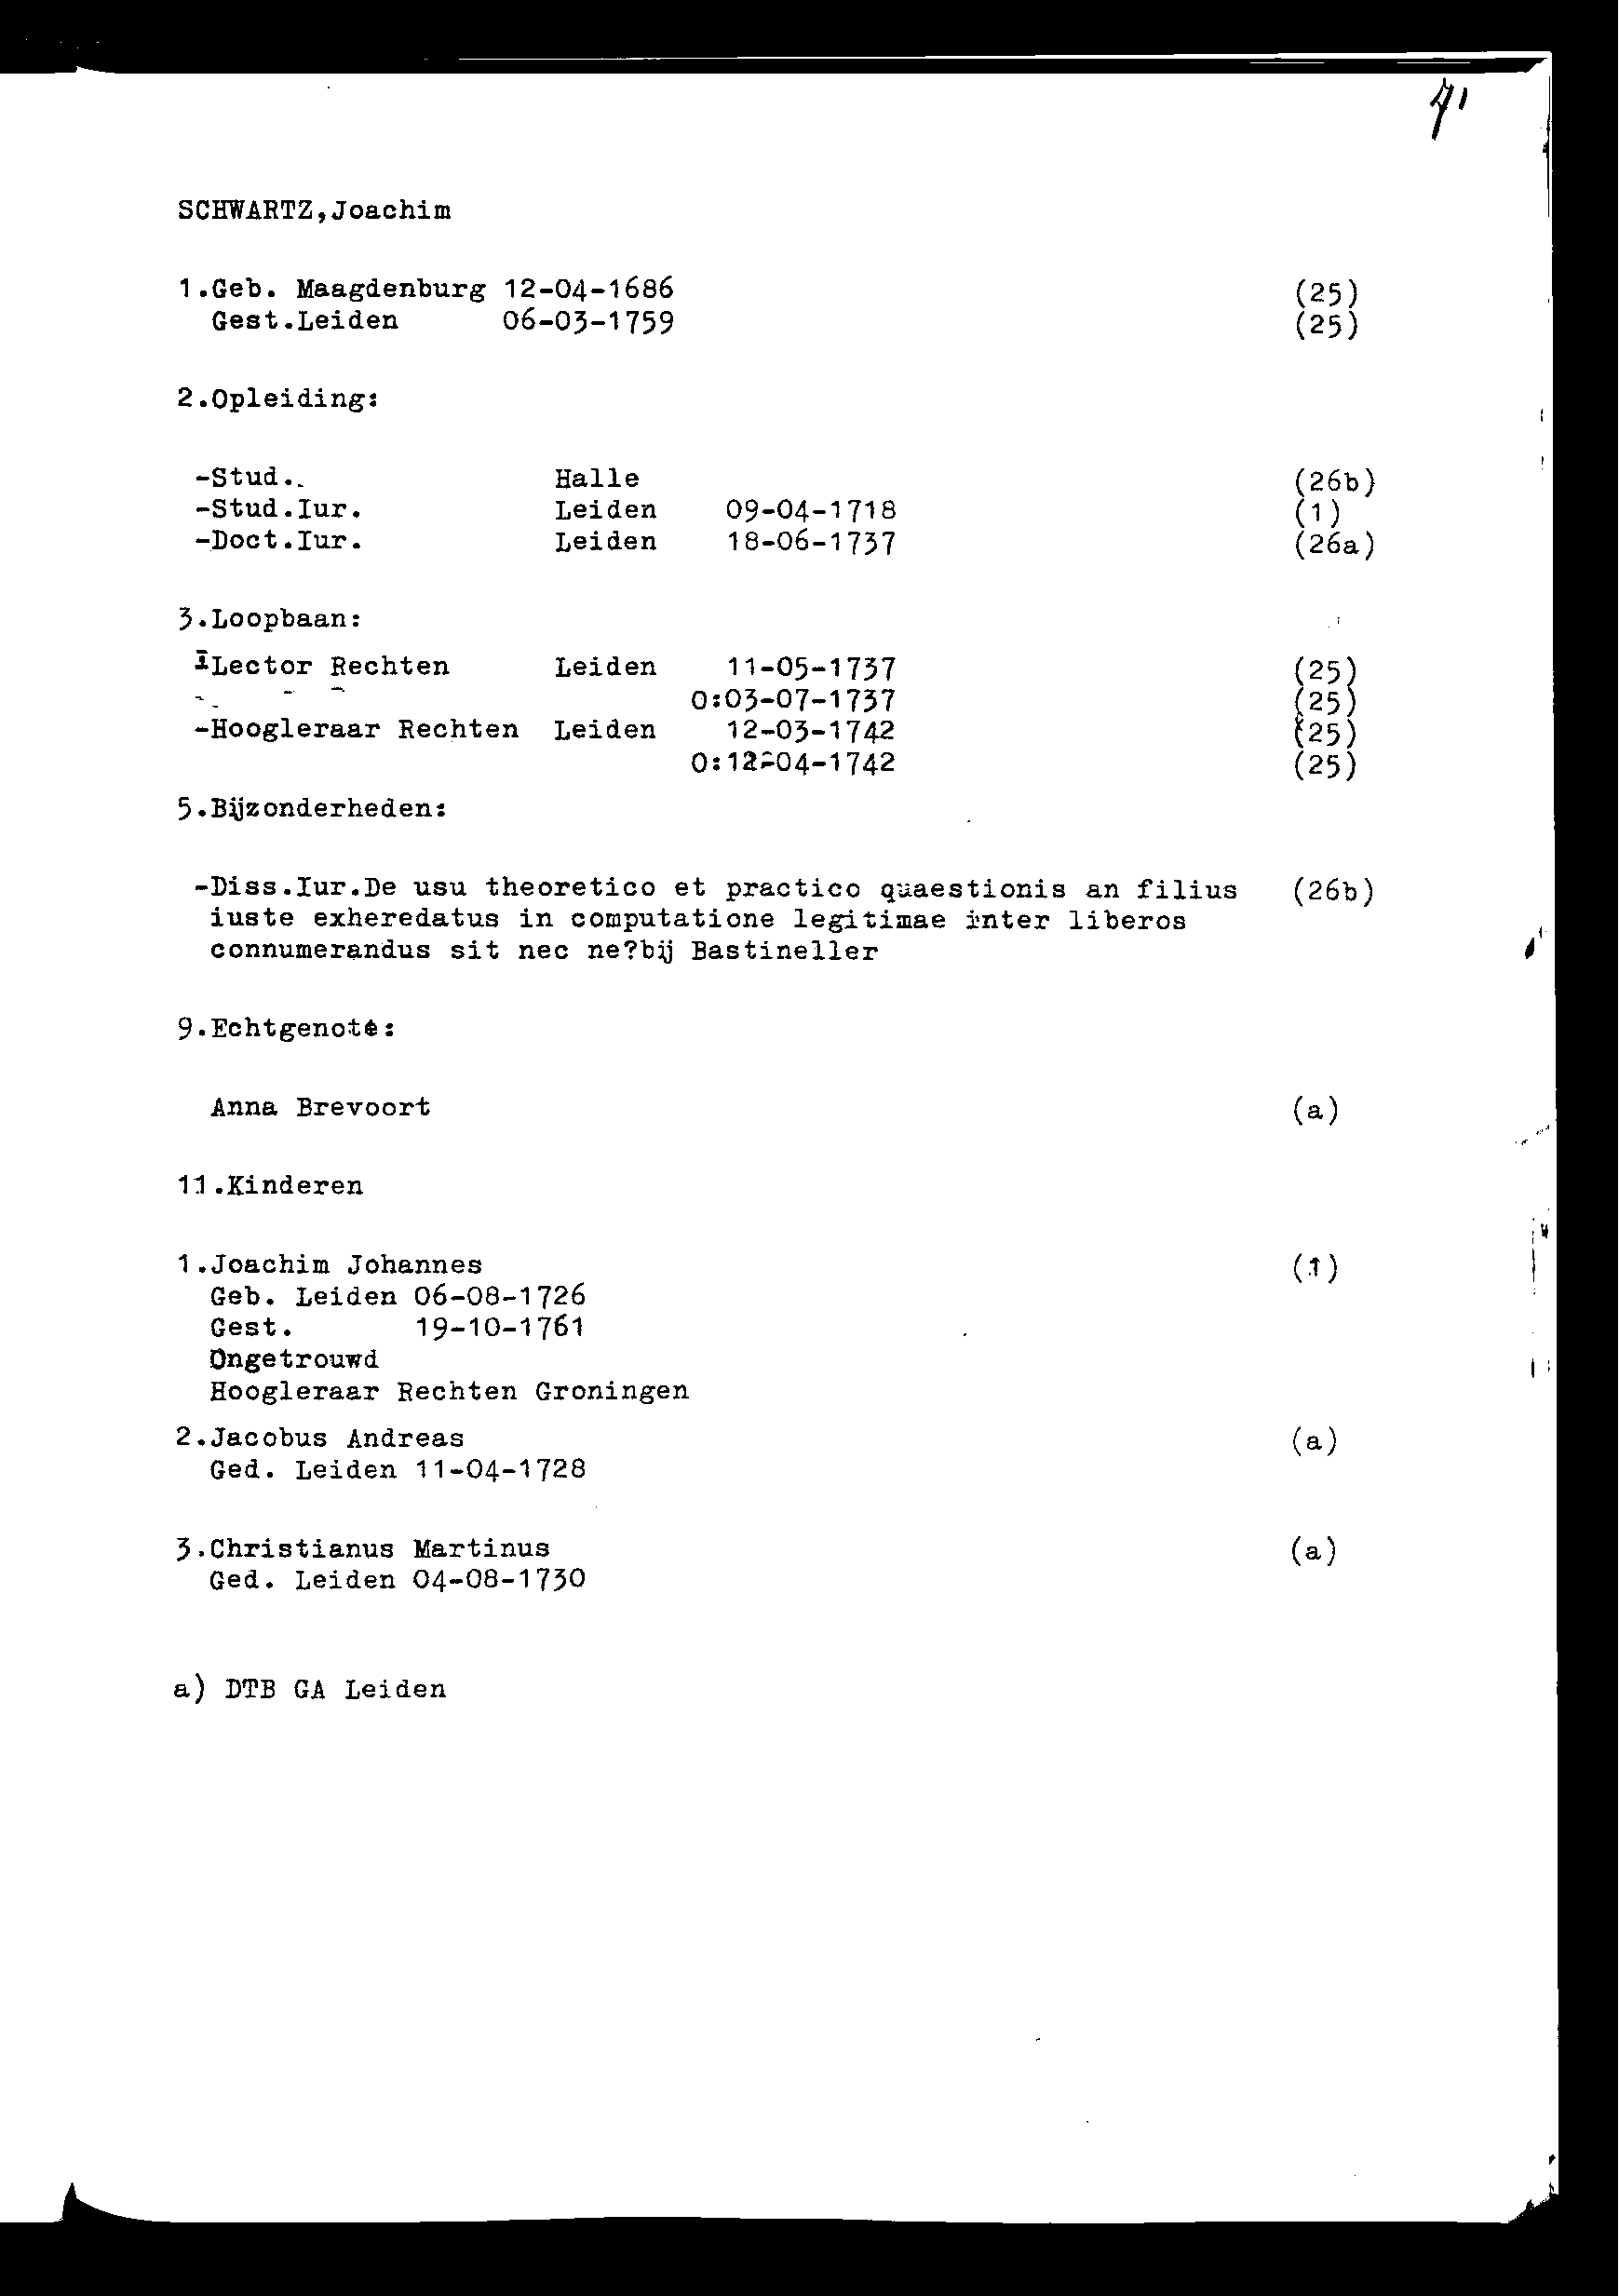 SCHWARTZ,Joachim
1.Geb. Maagdenburg 12-04-1686 (25)
Gest.Leiden 06-03-1759 (25)
2.Opleiding:
-Stud.. Halle (26b)
-Stud.Iur. Leiden 09-04-1718 (1)
-Doct.Iur. Leiden 18-06-1737 (26a)
3.Loopbaan:
-Lector Rechten Leiden 11-05-1737 (25)
0:03-07-1737 (25)
-Hoogleraar Rechten Leiden 12-03-1742 (25)
0:12-04-1742 (25)
5.Bijzonderheden:
-Diss.Iur.De usu theoretico et practico quaestionis an filius (26b)
iuste exheredatus in computatione legitimae inter liberos
connumerandus sit nec ne?bij Bastineller
9.Echtgenote:
Anna Brevoort (a)
11.Kinderen
1.Joachim Johannes (1)
Geb. Leiden 06-08-1726
Gest. 19-10-1761
Ongetrouwd
Hoogleraar Rechten Groningen
2.Jacobus Andreas (a)
Ged. Leiden 11-04-1728
3.Christianus Martinus (a)
Ged. Leiden 04-08-1730
a) DTB GA Leiden